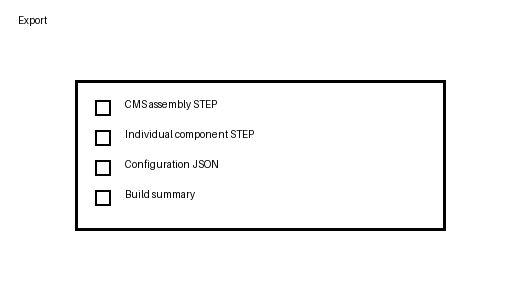 Export
CMS assembly STEP
Individual component STEP
Configuration JSON
Build summary